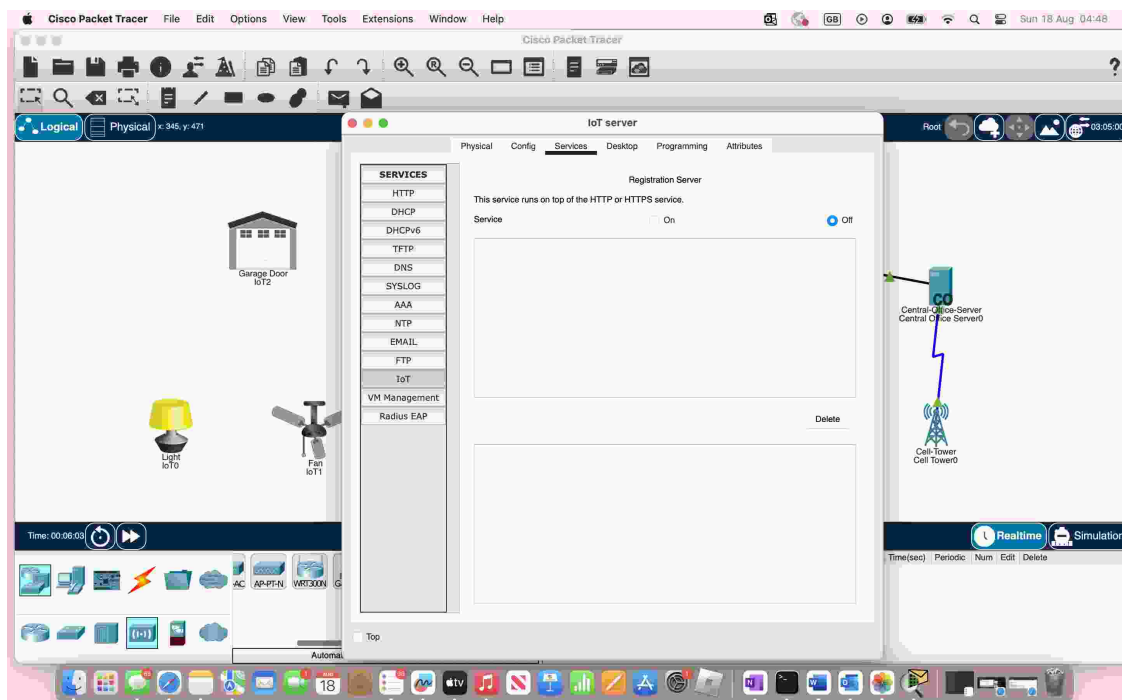 Cisco Packet Tracer File Edit Options View Tools Extensions Window Help GB Sun 18 Aug 04:48
Cisco Packet Tracer
Logical Physical x: 345, y: 471
IoT server
Root 03:05:00
Physical Config Services Desktop Programming Attributes
SERVICES
HTTP
DHCP
DHCPv6
TFTP
DNS
SYSLOG
AAA
NTP
EMAIL
FTP
IoT
VM Management
Radius EAP
Registration Server
This service runs on top of the HTTP or HTTPS service.
Service On Off
Delete
Top
Garage Door
IoT2
Light
IoT0
Fan
IoT1
CO
Central-Office-Server
Central Office Server0
Cell-Tower
Cell Tower0
Time: 00:06:03
Realtime Simulation
Time(sec) Periodic Num Edit Delete
AC AP-PT-N WRT300N
Automa
AUG
18
tv